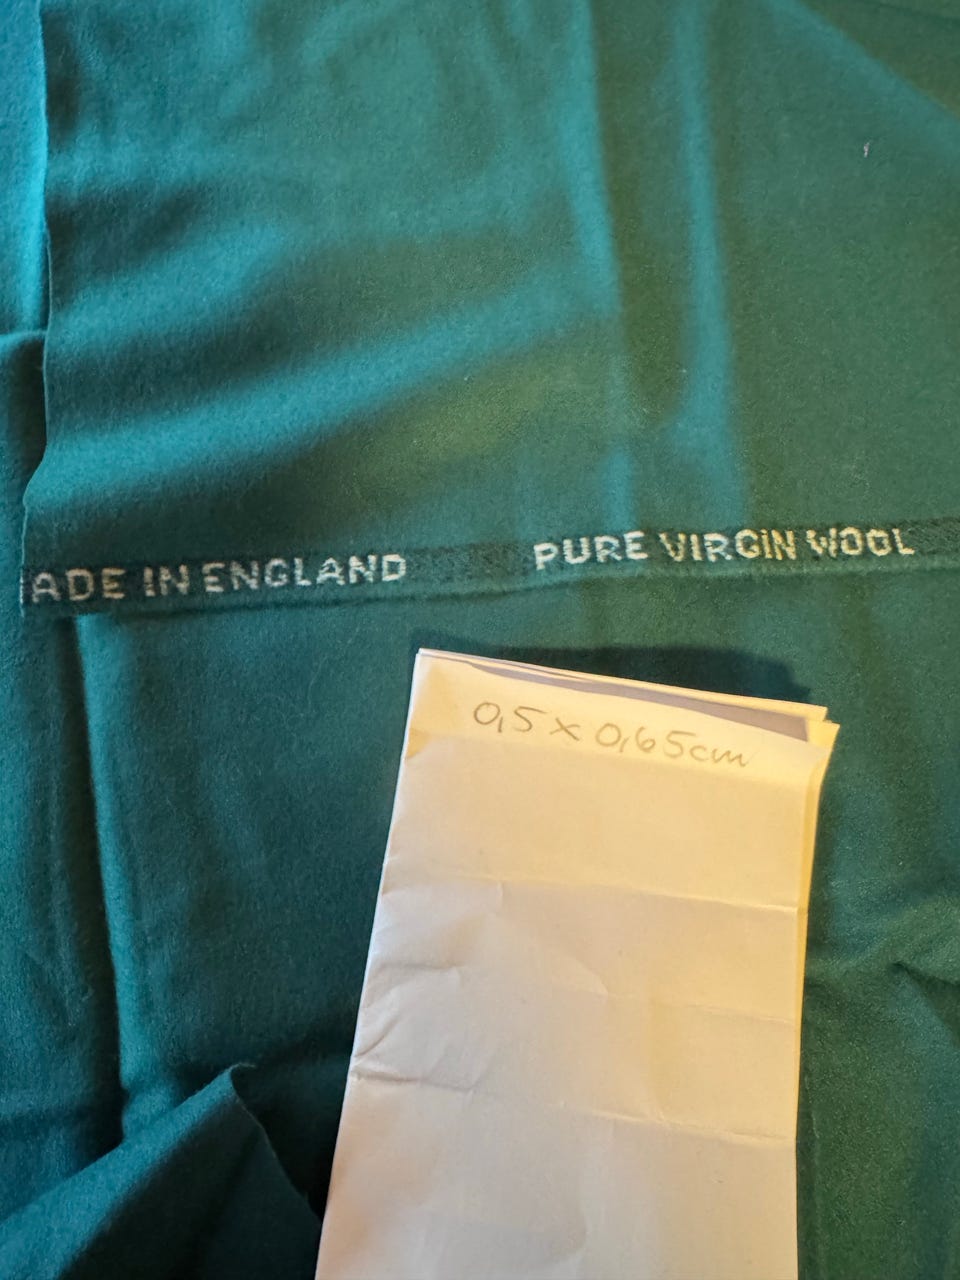 ADE IN ENGLAND PURE VIRGIN WOOL
0,5 x 0,65cm